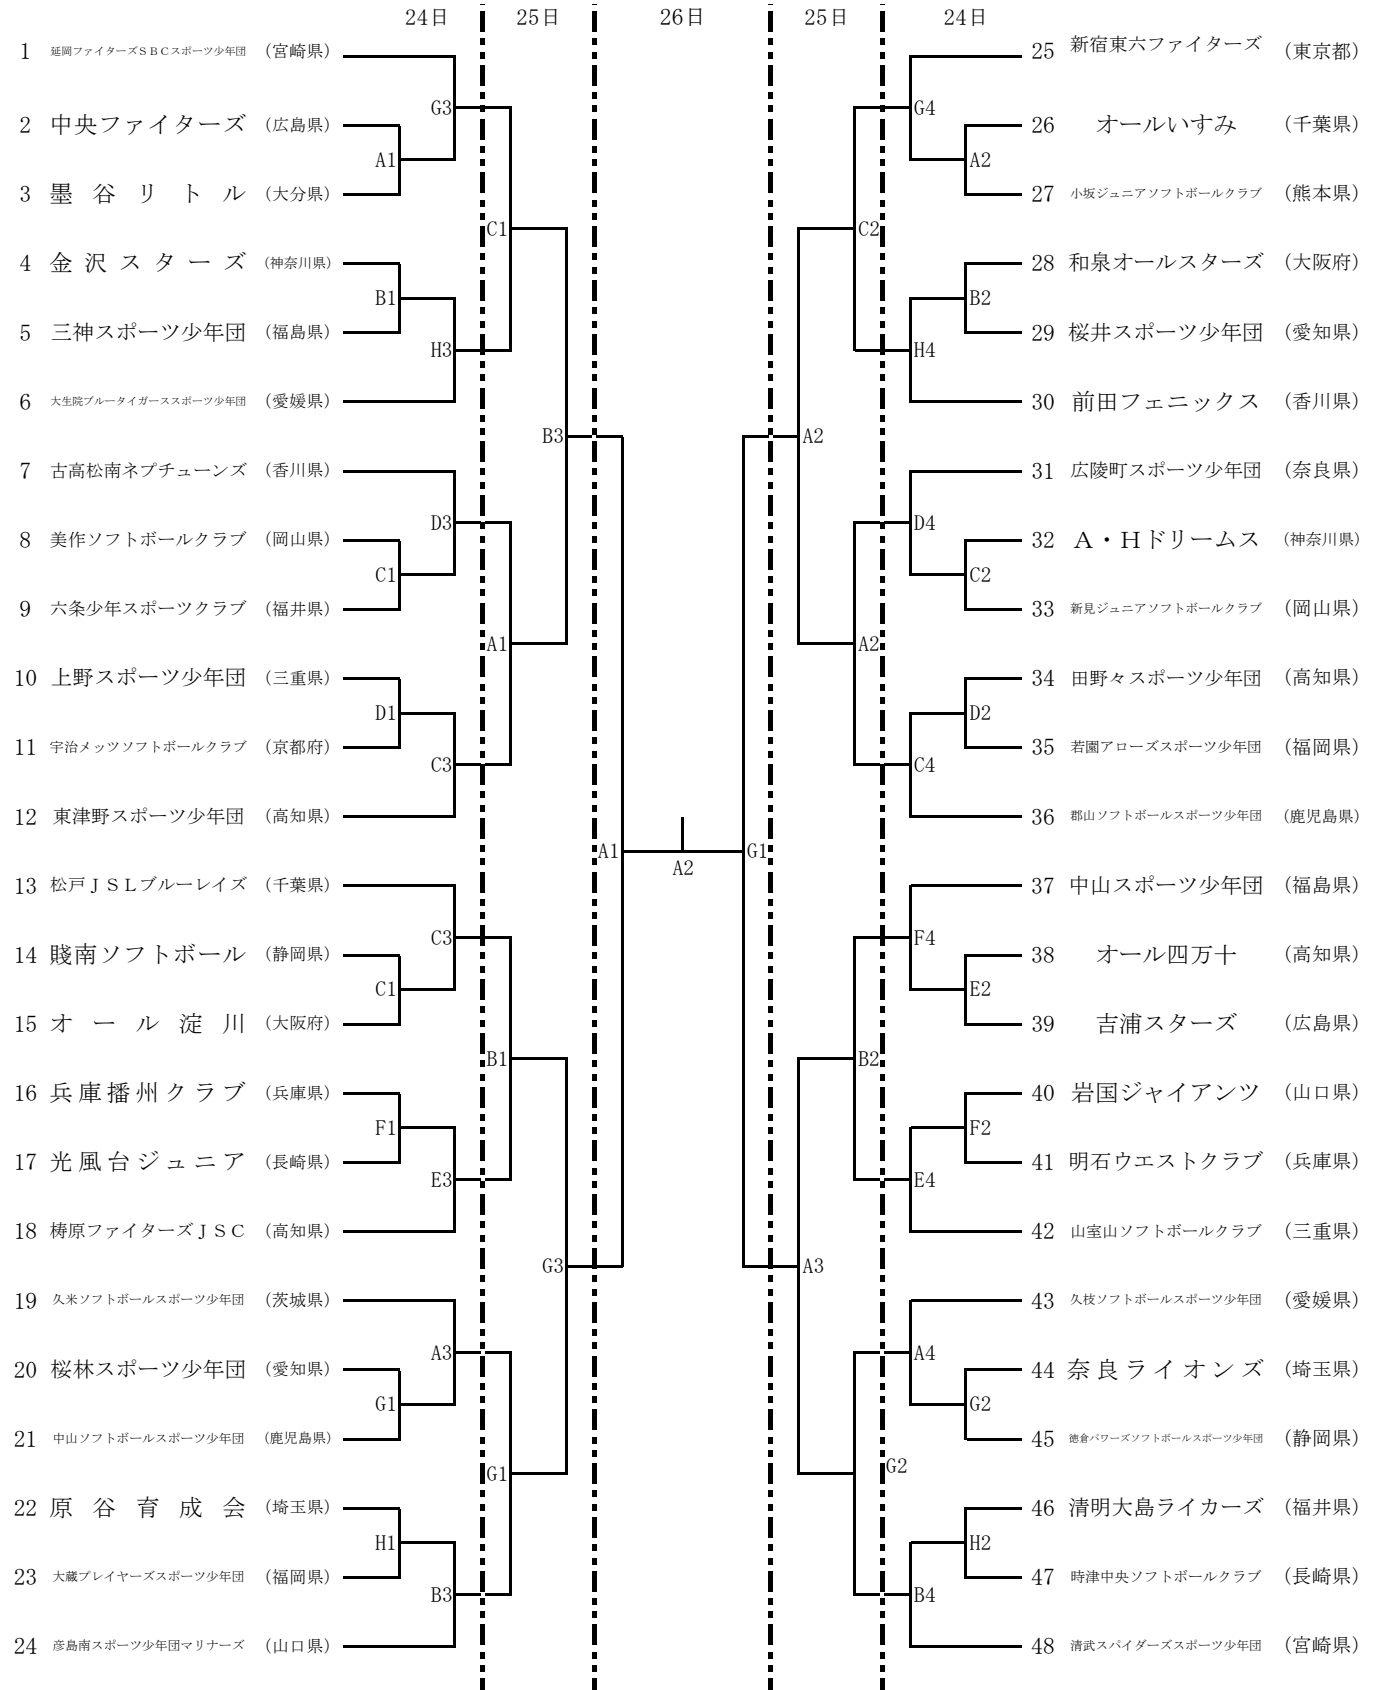 24日 25日 26日 25日 24日
1 延岡ファイターズＳＢＣスポーツ少年団 （宮崎県）
2 中央ファイターズ （広島県）
3 墨谷リトル （大分県）
4 金沢スターズ （神奈川県）
5 三神スポーツ少年団 （福島県）
6 大生院ブルータイガーススポーツ少年団 （愛媛県）
7 古高松南ネプチューンズ （香川県）
8 美作ソフトボールクラブ （岡山県）
9 六条少年スポーツクラブ （福井県）
10 上野スポーツ少年団 （三重県）
11 宇治メッツソフトボールクラブ （京都府）
12 東津野スポーツ少年団 （高知県）
13 松戸ＪＳＬブルーレイズ （千葉県）
14 賤南ソフトボール （静岡県）
15 オール淀川 （大阪府）
16 兵庫播州クラブ （兵庫県）
17 光風台ジュニア （長崎県）
18 梼原ファイターズＪＳＣ （高知県）
19 久米ソフトボールスポーツ少年団 （茨城県）
20 桜林スポーツ少年団 （愛知県）
21 中山ソフトボールスポーツ少年団 （鹿児島県）
22 原谷育成会 （埼玉県）
23 大蔵プレイヤーズスポーツ少年団 （福岡県）
24 彦島南スポーツ少年団マリナーズ （山口県）
A1
B1
C1
D1
C1
F1
G1
H1
G3
H3
D3
C3
C3
E3
A3
B3
C1
A1
B1
G1
B3
G3
A1
A2
G1
A2
A3
C2
A2
B2
G2
G4
H4
D4
C4
F4
E4
A4
B4
A2
B2
C2
D2
E2
F2
G2
H2
25 新宿東六ファイターズ （東京都）
26 オールいすみ （千葉県）
27 小坂ジュニアソフトボールクラブ （熊本県）
28 和泉オールスターズ （大阪府）
29 桜井スポーツ少年団 （愛知県）
30 前田フェニックス （香川県）
31 広陵町スポーツ少年団 （奈良県）
32 Ａ・Ｈドリームス （神奈川県）
33 新見ジュニアソフトボールクラブ （岡山県）
34 田野々スポーツ少年団 （高知県）
35 若園アローズスポーツ少年団 （福岡県）
36 郡山ソフトボールスポーツ少年団 （鹿児島県）
37 中山スポーツ少年団 （福島県）
38 オール四万十 （高知県）
39 吉浦スターズ （広島県）
40 岩国ジャイアンツ （山口県）
41 明石ウエストクラブ （兵庫県）
42 山室山ソフトボールクラブ （三重県）
43 久枝ソフトボールスポーツ少年団 （愛媛県）
44 奈良ライオンズ （埼玉県）
45 徳倉パワーズソフトボールスポーツ少年団 （静岡県）
46 清明大島ライカーズ （福井県）
47 時津中央ソフトボールクラブ （長崎県）
48 清武スパイダーズスポーツ少年団 （宮崎県）